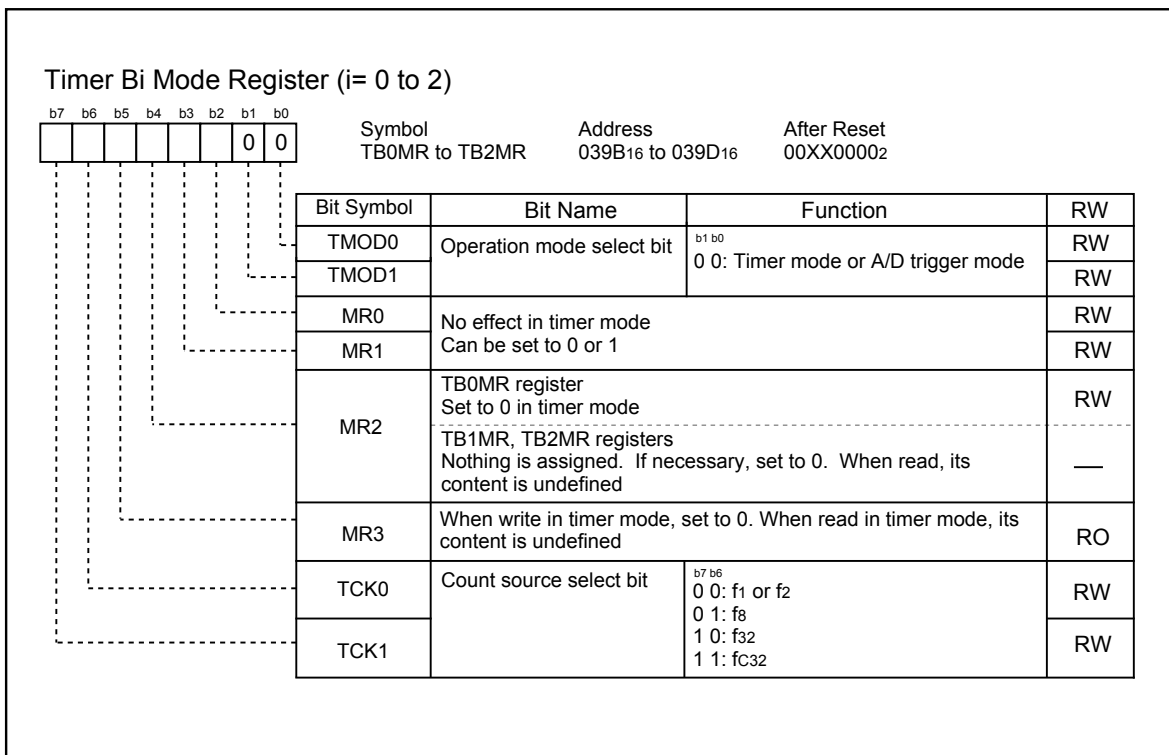 Timer Bi Mode Register (i= 0 to 2)
b7 b6 b5 b4 b3 b2 b1 b0
0 0
Symbol Address After Reset
TB0MR to TB2MR 039B16 to 039D16 00XX00002
Bit Symbol Bit Name Function RW
TMOD0 Operation mode select bit b1 b0 RW
0 0: Timer mode or A/D trigger mode
TMOD1 RW
MR0 No effect in timer mode RW
MR1 Can be set to 0 or 1 RW
MR2
TB0MR register
Set to 0 in timer mode RW
TB1MR, TB2MR registers
Nothing is assigned. If necessary, set to 0. When read, its —
content is undefined
MR3 When write in timer mode, set to 0. When read in timer mode, its
content is undefined RO
TCK0 Count source select bit b7 b6 RW
0 0: f1 or f2
0 1: f8
TCK1 1 0: f32 RW
1 1: fC32